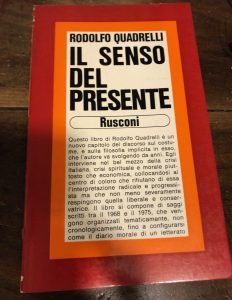 RODOLFO QUADRELLI
IL SENSO
DEL
PRESENTE
Rusconi
Questo libro di Rodolfo Quadrelli è un
nuovo capitolo del discorso sul costu-
me, e sulla filosofia implicita in esso,
che l'autore va svolgendo da anni. Egli
interviene nel bel mezzo della crisi
italiana, crisi spirituale e morale piut-
tosto che economica, collocandosi al
centro di coloro che rifiutano di essa
l'interpretazione radicale e progressi-
sta ma che non meno severamente
respingono quella liberale e conser-
vatrice. Il libro si compone di saggi
scritti tra il 1968 e il 1975, che ven-
gono organizzati tematicamente, non
cronologicamente, fino a configurarsi
come il diario morale di un letterato